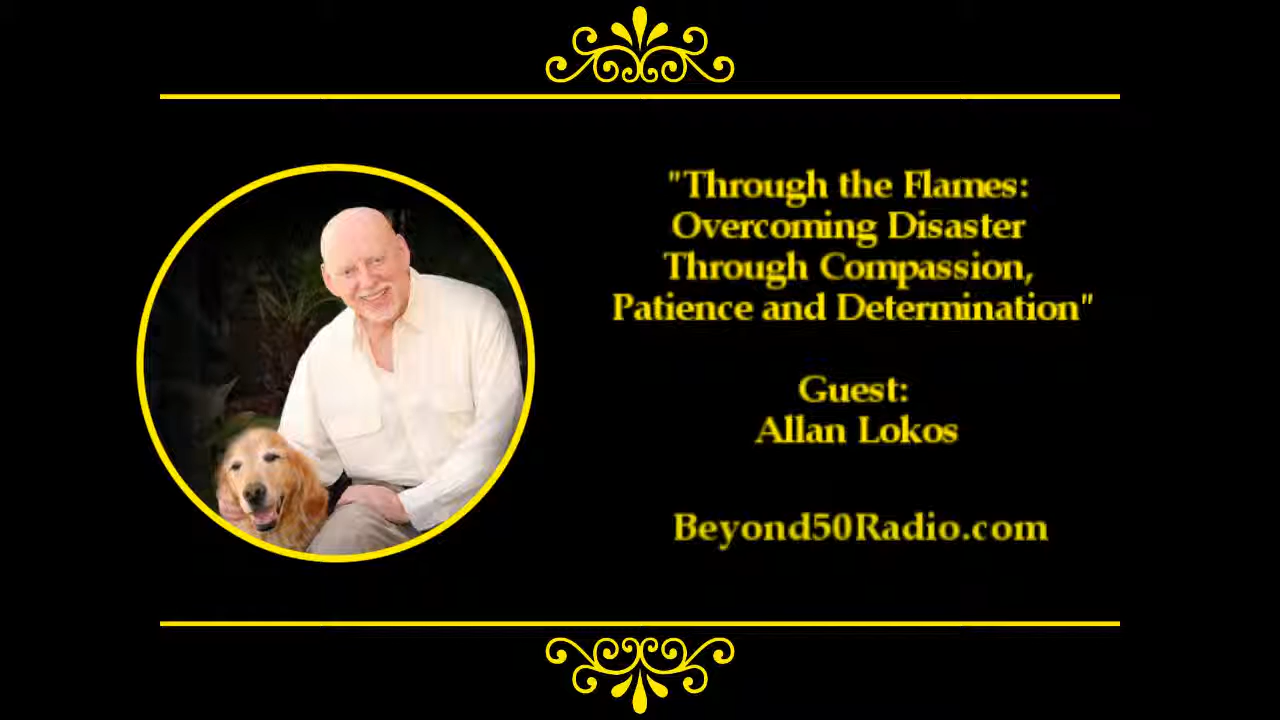 "Through the Flames:
Overcoming Disaster
Through Compassion,
Patience and Determination"
Guest:
Allan Lokos
Beyond50Radio.com